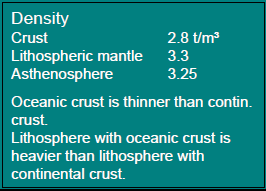 Density
Crust 2.8 t/m³
Lithospheric mantle 3.3
Asthenosphere 3.25
Oceanic crust is thinner than contin.
crust.
Lithosphere with oceanic crust is
heavier than lithosphere with
continental crust.